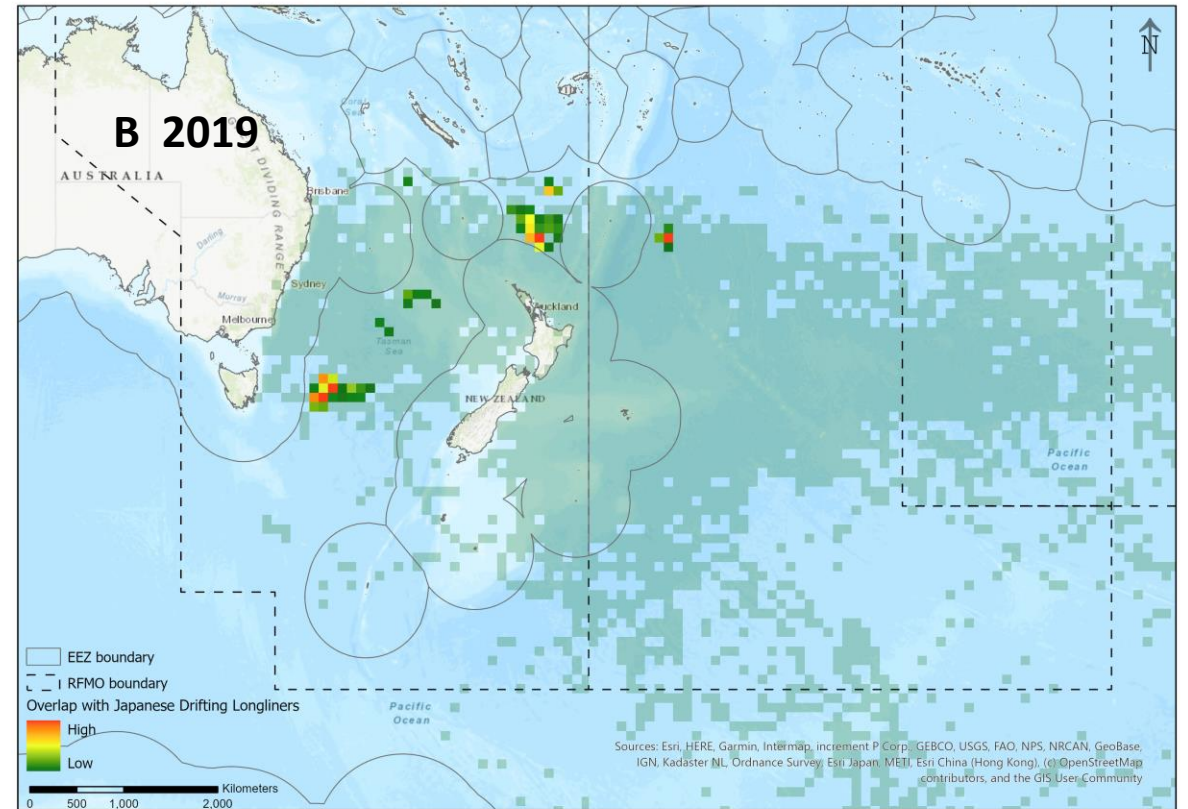 N
FIJI
Coral
Sea
B 2019
AUSTRALIA
GREAT DIVIDING RANGE
Brisbane
Darling
Sydney
Murray
Melbourne
Auckland
Tasman
Sea
NEW ZEALAND
Pacific
Ocean
EEZ boundary
RFMO boundary
Overlap with Japanese Drifting Longliners
High
Low
Kilometers
0 500 1,000 2,000
Pacific
Ocean
Sources: Esri, HERE, Garmin, Intermap, increment P Corp., GEBCO, USGS, FAO, NPS, NRCAN, GeoBase,
IGN, Kadaster NL, Ordnance Survey, Esri Japan, METI, Esri China (Hong Kong), (c) OpenStreetMap
contributors, and the GIS User Community